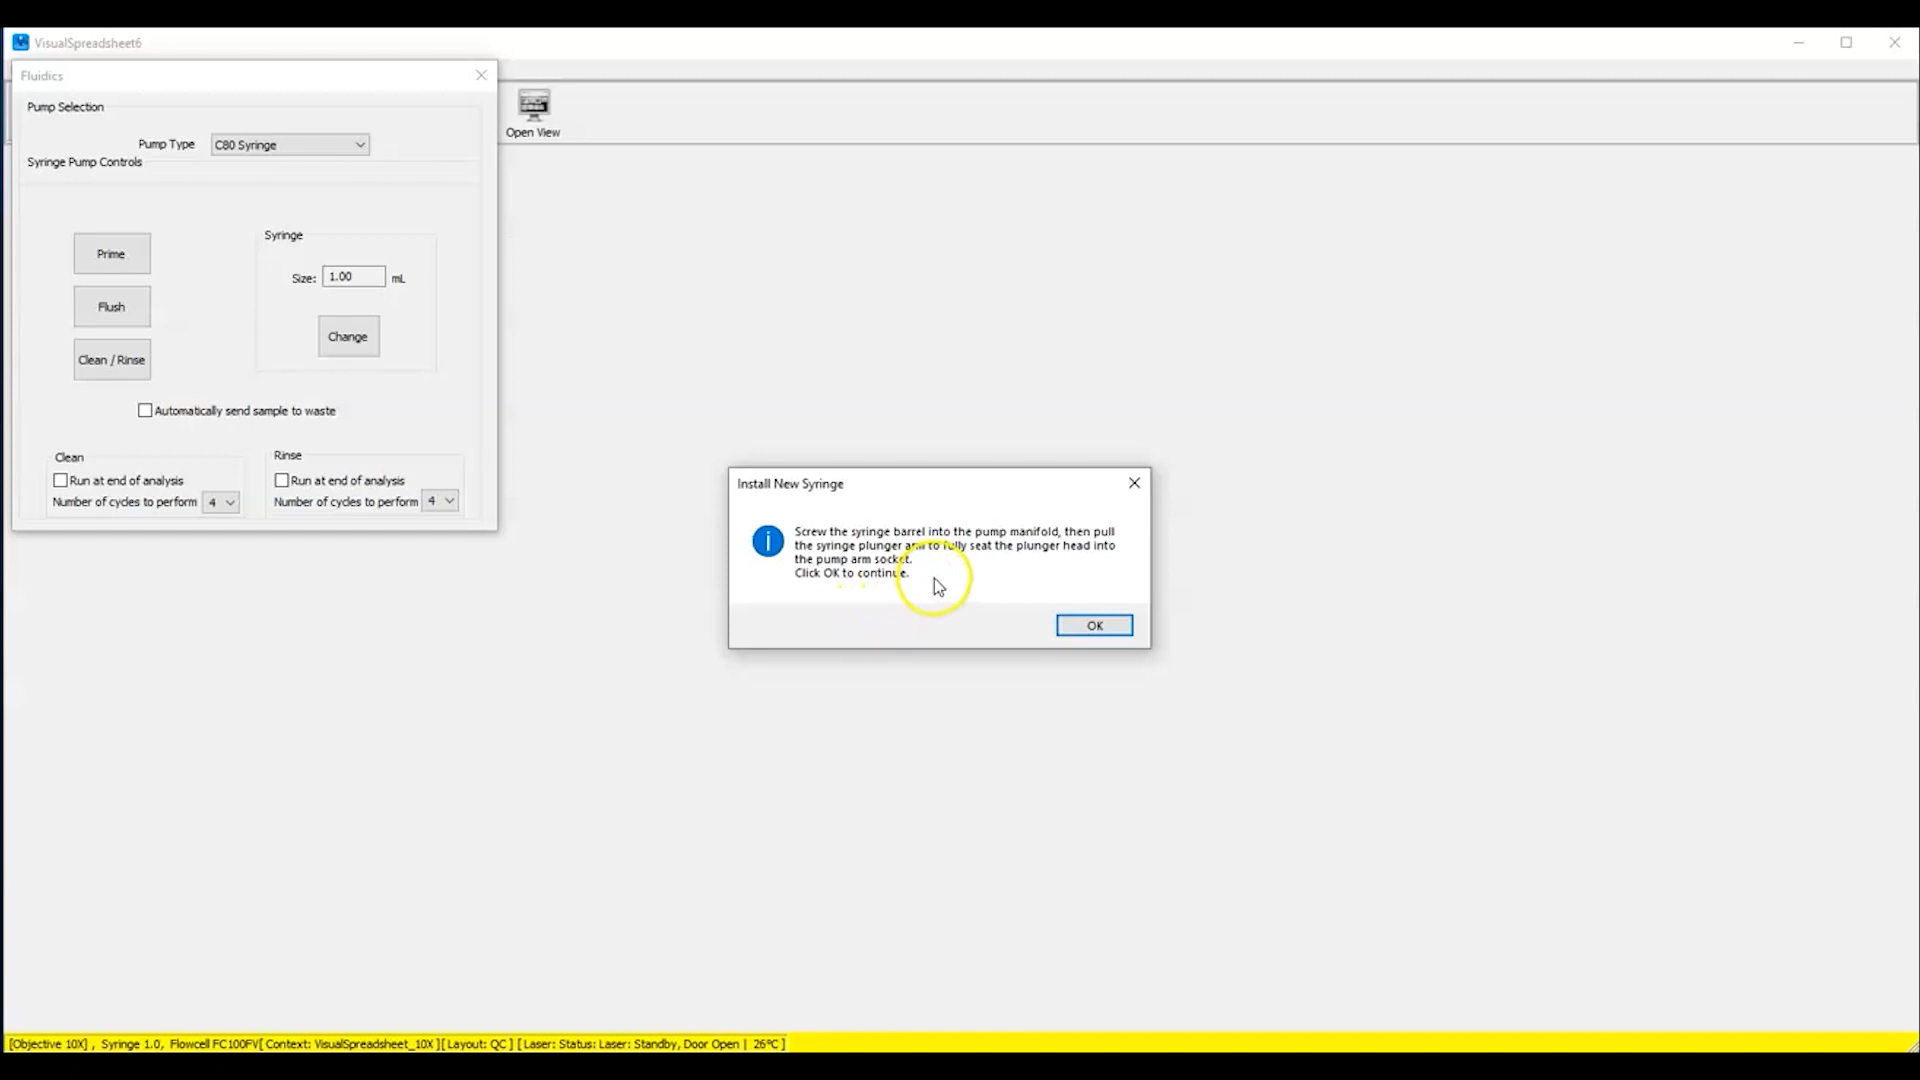 VisualSpreadsheet6
Fluidics
Pump Selection
Pump Type C80 Syringe
Syringe Pump Controls
Open View
Prime
Flush
Clean / Rinse
Syringe
Size: 1.00 mL
Change
Automatically send sample to waste
Clean
Run at end of analysis
Number of cycles to perform 4
Rinse
Run at end of analysis
Number of cycles to perform 4
Install New Syringe
Screw the syringe barrel into the pump manifold, then pull
the syringe plunger arm to fully seat the plunger head into
the pump arm socket.
Click OK to continue.
OK
[Objective 10X] , Syringe 1.0, Flowcell FC100FV[ Context: VisualSpreadsheet_10X ][ Layout: QC ] [ Laser: Status: Laser: Standby, Door Open | 26°C ]